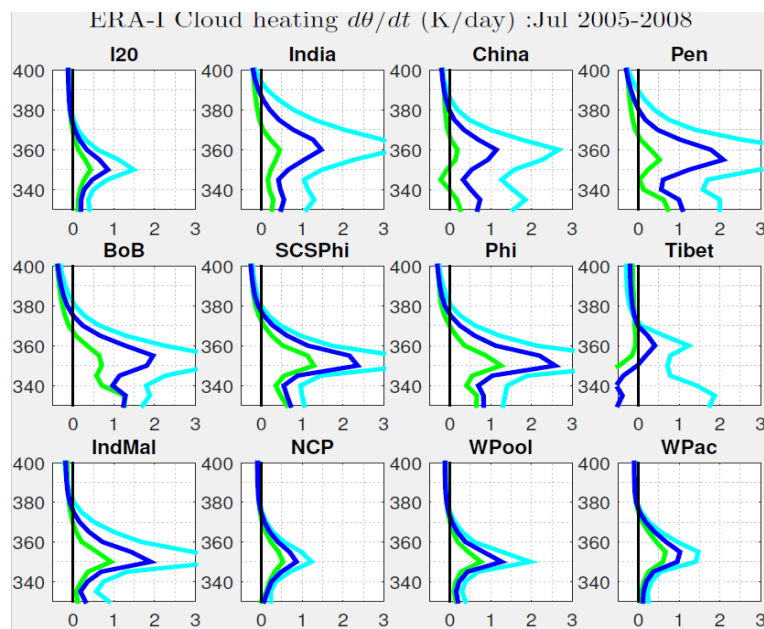 ERA-I Cloud heating dθ/dt (K/day) :Jul 2005-2008
I20 India China Pen
400 400 400 400
380 380 380 380
360 360 360 360
340 340 340 340
0 1 2 3 0 1 2 3 0 1 2 3 0 1 2 3
BoB SCSPhi Phi Tibet
400 400 400 400
380 380 380 380
360 360 360 360
340 340 340 340
0 1 2 3 0 1 2 3 0 1 2 3 0 1 2 3
IndMal NCP WPool WPac
400 400 400 400
380 380 380 380
360 360 360 360
340 340 340 340
0 1 2 3 0 1 2 3 0 1 2 3 0 1 2 3